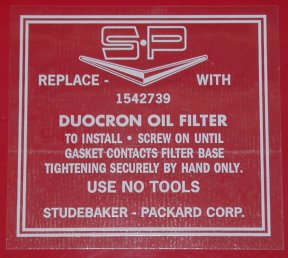 S•P
REPLACE - WITH
1542739
DUOCRON OIL FILTER
TO INSTALL • SCREW ON UNTIL
GASKET CONTACTS FILTER BASE
TIGHTENING SECURELY BY HAND ONLY.
USE NO TOOLS
STUDEBAKER - PACKARD CORP.